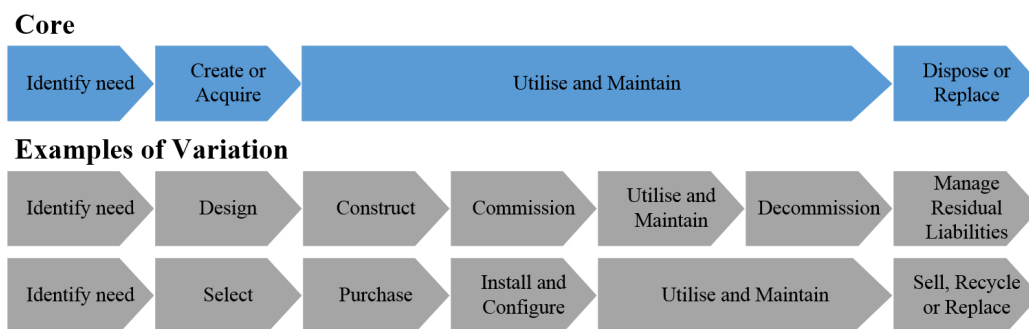 Core
Identify need
Create or
Acquire
Utilise and Maintain
Dispose or
Replace
Examples of Variation
Identify need
Design
Construct
Commission
Utilise and
Maintain
Decommission
Manage
Residual
Liabilities
Identify need
Select
Purchase
Install and
Configure
Utilise and Maintain
Sell, Recycle
or Replace